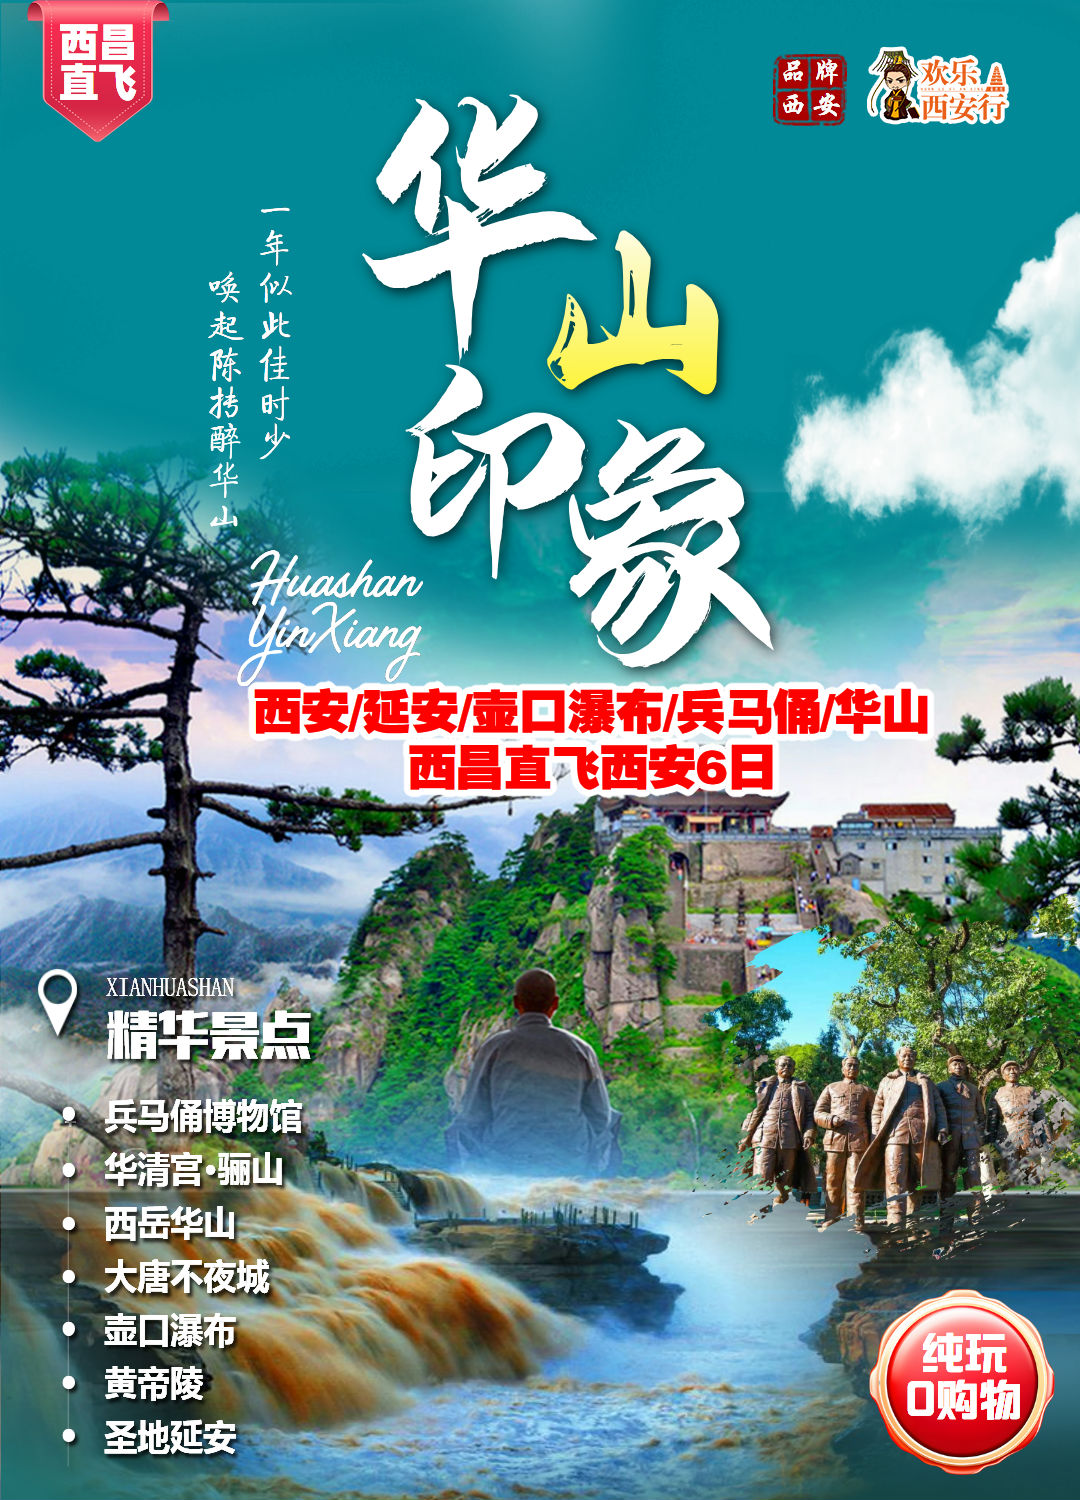 西昌
直飞
品牌
西安
欢乐
西安行
华山
印象
一年似此佳时少
唤起陈抟醉华山
Huashan
YinXiang
西安/延安/壶口瀑布/兵马俑/华山
西昌直飞西安6日
XIANHUASHAN
精华景点
兵马俑博物馆
华清宫·骊山
西岳华山
大唐不夜城
壶口瀑布
黄帝陵
圣地延安
纯玩
0购物